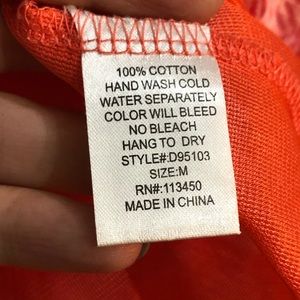 100% COTTON
HAND WASH COLD
WATER SEPARATELY
COLOR WILL BLEED
NO BLEACH
HANG TO DRY
STYLE#:D95103
SIZE:M
RN#:113450
MADE IN CHINA